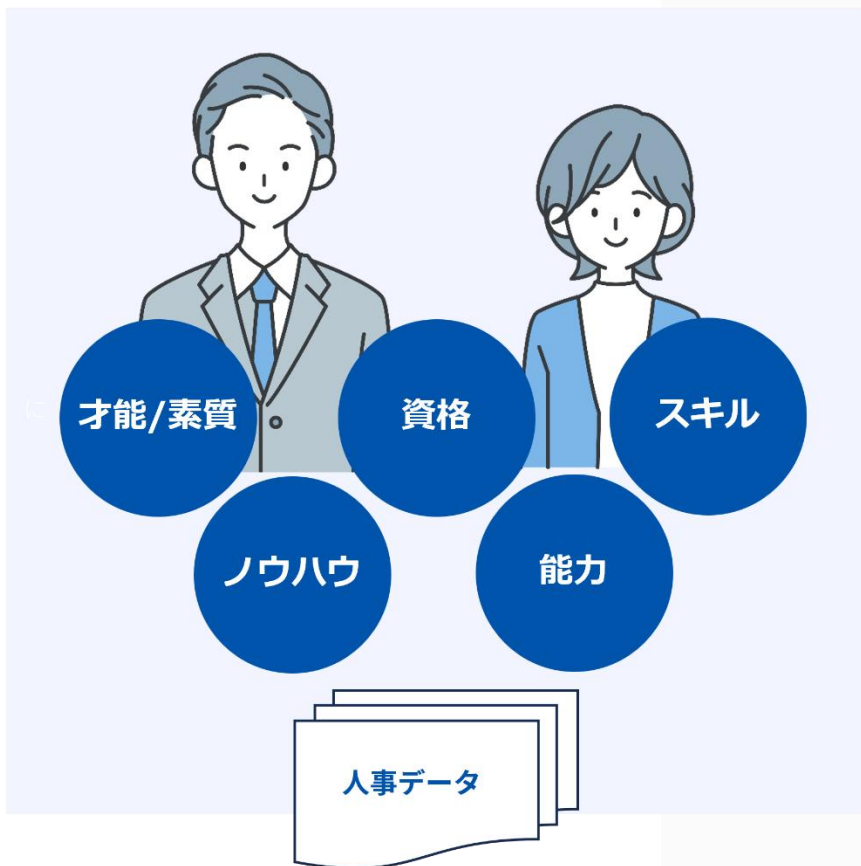 に
才能/素質
資格
スキル
ノウハウ
能力
人事データ